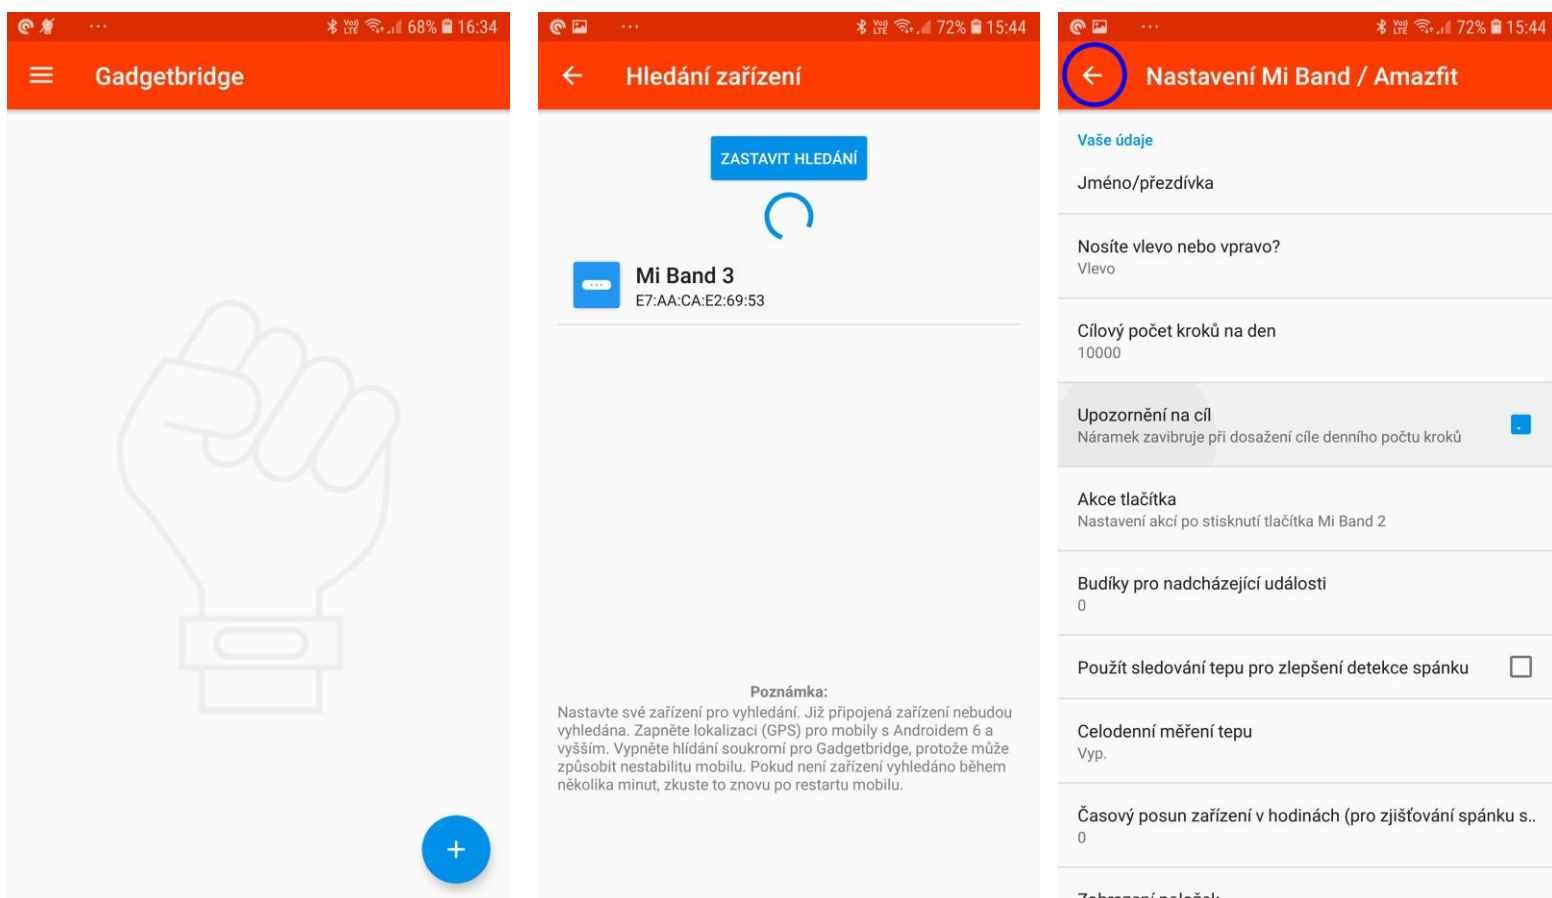 68% 16:34
Gadgetbridge
72% 15:44
Hledání zařízení
ZASTAVIT HLEDÁNÍ
Mi Band 3
E7:AA:CA:E2:69:53
Poznámka:
Nastavte své zařízení pro vyhledání. Již připojená zařízení nebudou
vyhledána. Zapněte lokalizaci (GPS) pro mobily s Androidem 6 a
vyšším. Vypněte hlídání soukromí pro Gadgetbridge, protože může
způsobit nestabilitu mobilu. Pokud není zařízení vyhledáno během
několika minut, zkuste to znovu po restartu mobilu.
72% 15:44
Nastavení Mi Band / Amazfit
Vaše údaje
Jméno/přezdívka
Nosíte vlevo nebo vpravo?
Vlevo
Cílový počet kroků na den
10000
Upozornění na cíl
Náramek zavibruje při dosažení cíle denního počtu kroků
Akce tlačítka
Nastavení akcí po stisknutí tlačítka Mi Band 2
Budíky pro nadcházející události
0
Použít sledování tepu pro zlepšení detekce spánku
Celodenní měření tepu
Vyp.
Časový posun zařízení v hodinách (pro zjišťování spánku s..
0